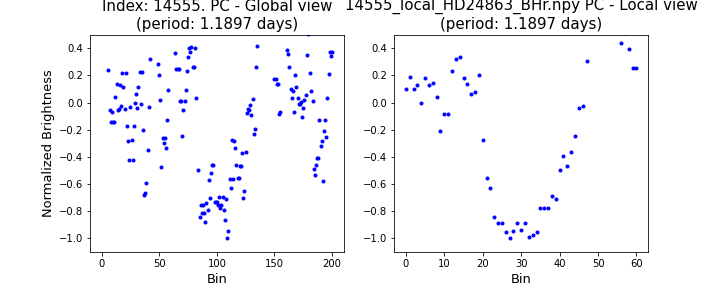 Index: 14555. PC - Global view
(period: 1.1897 days)
14555_local_HD24863_BHr.npy PC - Local view
(period: 1.1897 days)
Normalized Brightness
0.4
0.2
0.0
−0.2
−0.4
−0.6
−0.8
−1.0
0 50 100 150 200
Bin
0.4
0.2
0.0
−0.2
−0.4
−0.6
−0.8
−1.0
0 10 20 30 40 50 60
Bin